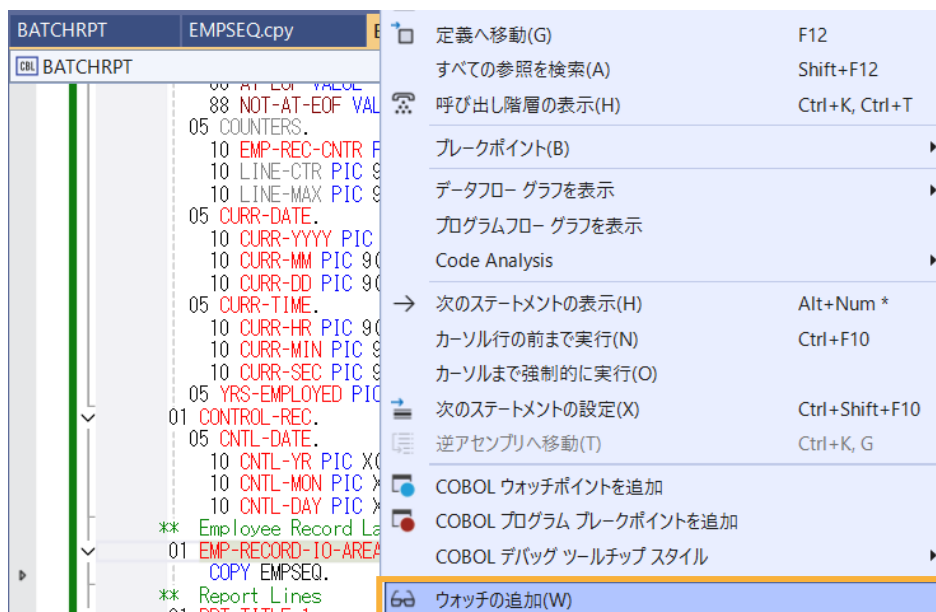 BATCHRPT EMPSEQ.cpy
CBL BATCHRPT
88 NOT-AT-EOF VAL
05 COUNTERS.
10 EMP-REC-CNTR
10 LINE-CTR PIC 9
10 LINE-MAX PIC 9
05 CURR-DATE.
10 CURR-YYYY PIC
10 CURR-MM PIC 9(
10 CURR-DD PIC 9(
05 CURR-TIME.
10 CURR-HR PIC 9(
10 CURR-MIN PIC 9
10 CURR-SEC PIC 9
05 YRS-EMPLOYED PIC
01 CONTROL-REC.
05 CNTL-DATE.
10 CNTL-YR PIC X(
10 CNTL-MON PIC X
10 CNTL-DAY PIC X
** Employee Record La
01 EMP-RECORD-IO-AREA
COPY EMPSEQ.
** Report Lines
定義へ移動(G) F12
すべての参照を検索(A) Shift+F12
呼び出し階層の表示(H) Ctrl+K, Ctrl+T
ブレークポイント(B)
データフロー グラフを表示
プログラムフロー グラフを表示
Code Analysis
次のステートメントの表示(H) Alt+Num *
カーソル行の前まで実行(N) Ctrl+F10
カーソルまで強制的に実行(O)
次のステートメントの設定(X) Ctrl+Shift+F10
逆アセンブリへ移動(T) Ctrl+K, G
COBOL ウォッチポイントを追加
COBOL プログラム ブレークポイントを追加
COBOL デバッグ ツールチップ スタイル
ウォッチの追加(W)